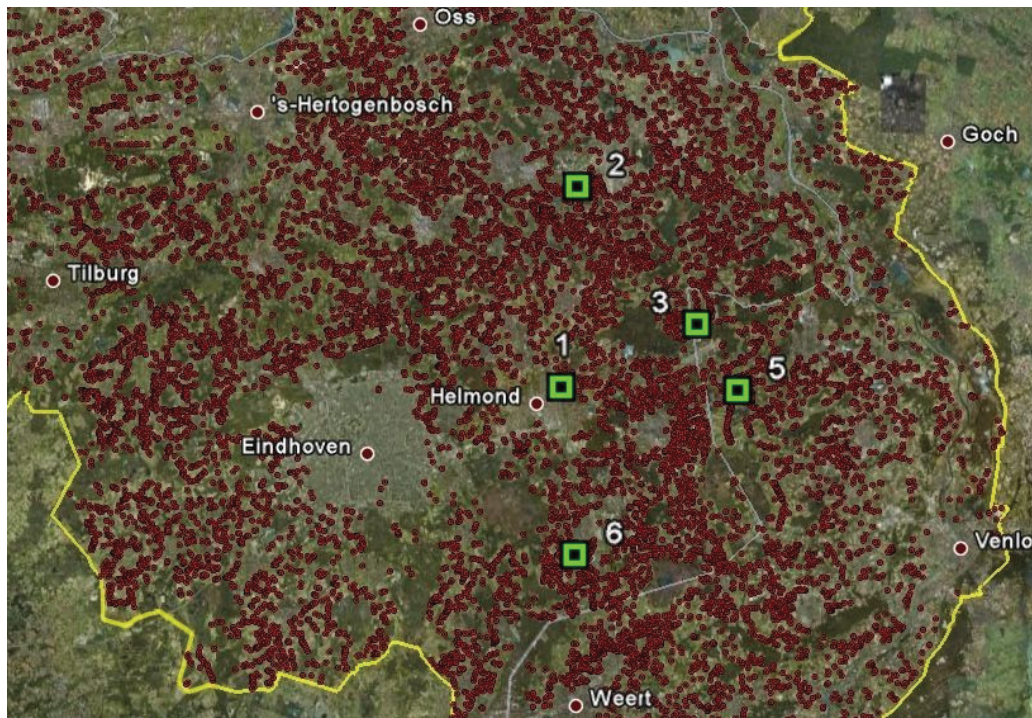 Oss
's-Hertogenbosch
Goch
2
Tilburg
3
1
5
Helmond
Eindhoven
6
Venlo
Weert